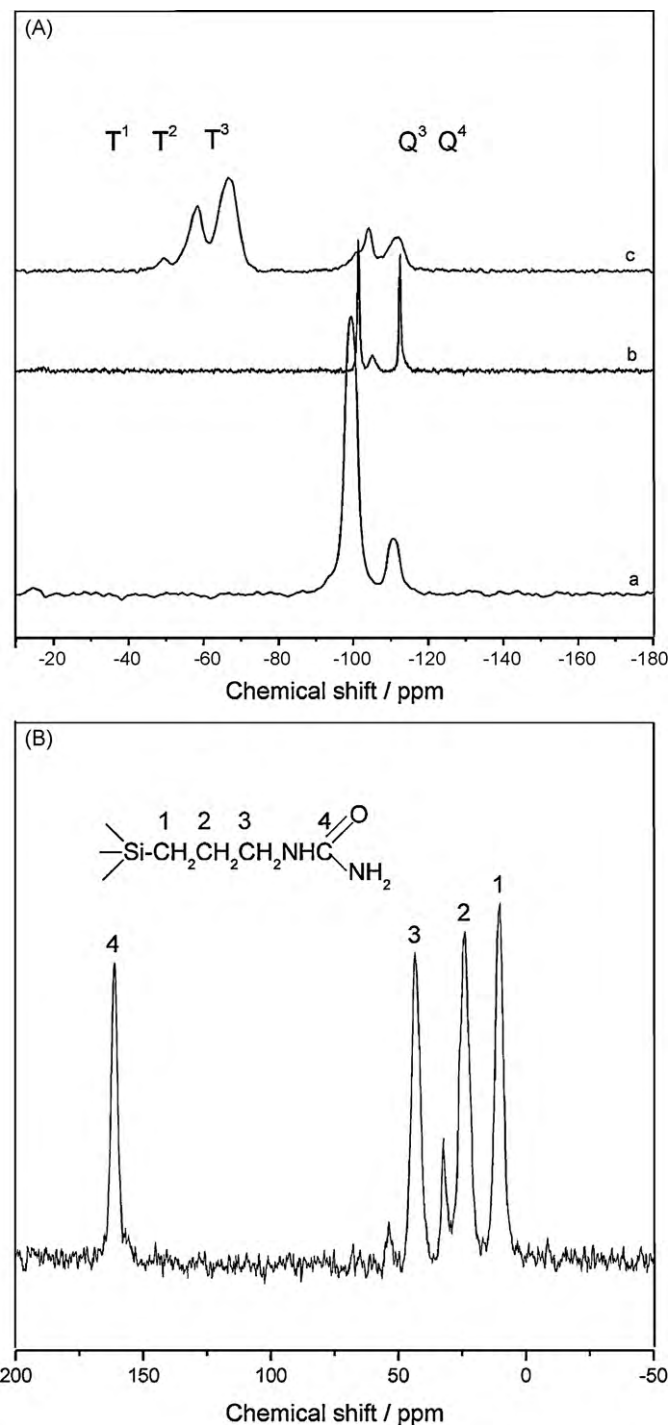 (A)
T¹ T² T³ Q³ Q⁴
c
b
a
-20 -40 -60 -80 -100 -120 -140 -160 -180
Chemical shift / ppm
(B)
1 2 3 4 O
Si-CH₂CH₂CH₂NHC
NH₂
4 3 2 1
200 150 100 50 0 -50
Chemical shift / ppm